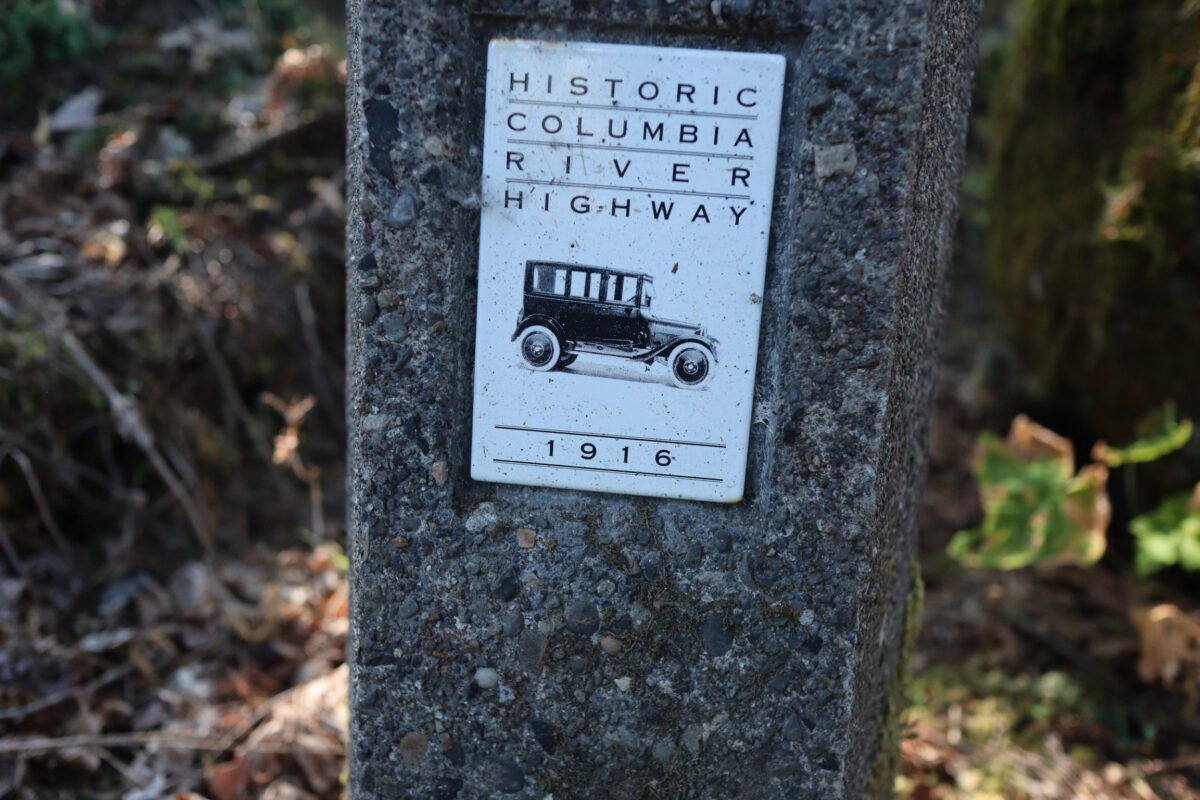 HISTORIC
COLUMBIA
RIVER
HIGHWAY
1916